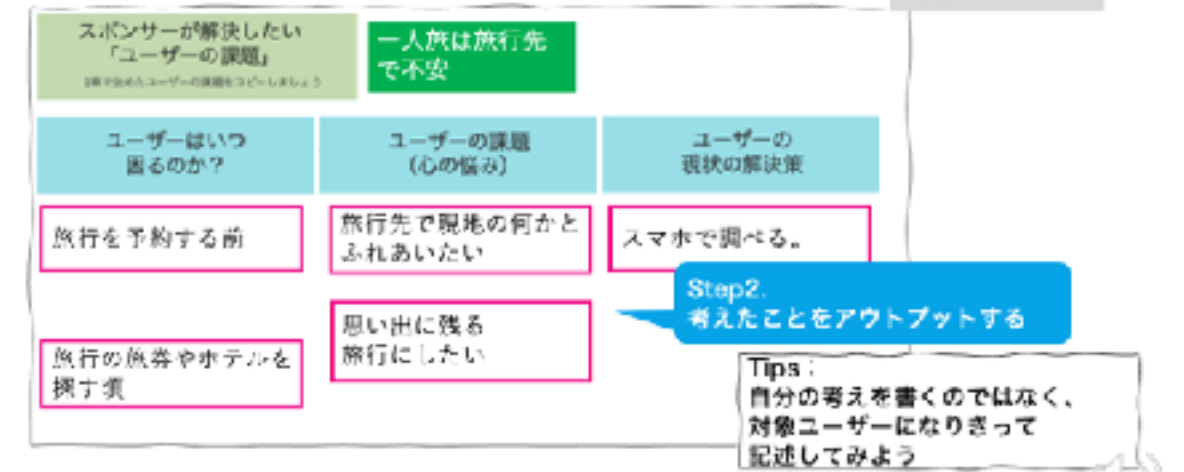 スポンサーが解決したい
「ユーザーの課題」
一人旅は旅行先
で不安
ユーザーはいつ
困るのか？
ユーザーの課題
(心の悩み)
ユーザーの
現状の解決策
旅行を予約する前
旅行先で現地の何かと
ふれあいたい
スマホで調べる。
Step2.
考えたことをアウトプットする
思い出に残る
旅行にしたい
旅行の旅券やホテルを
探す頃
Tips：
自分の考えを書くのではなく、
対象ユーザーになりきって
記述してみよう